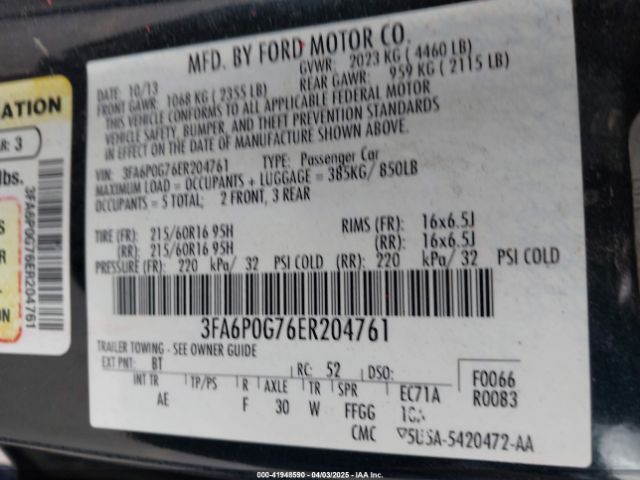 MFD. BY FORD MOTOR CO.
DATE: 10/13 GVWR: 2023 KG ( 4460 LB)
FRONT GAWR: 1068 KG ( 2355 LB) REAR GAWR: 959 KG ( 2115 LB)
THIS VEHICLE CONFORMS TO ALL APPLICABLE FEDERAL MOTOR
VEHICLE SAFETY, BUMPER, AND THEFT PREVENTION STANDARDS
IN EFFECT ON THE DATE OF MANUFACTURE SHOWN ABOVE.
VIN: 3FA6P0G76ER204761 TYPE: Passenger Car
MAXIMUM LOAD = OCCUPANTS + LUGGAGE = 385KG/ 850LB
OCCUPANTS = 5 TOTAL; 2 FRONT, 3 REAR
TIRE (FR): 215/60R16 95H RIMS (FR): 16x6.5J
(RR): 215/60R16 95H (RR): 16x6.5J
PRESSURE (FR): 220 kPa/ 32 PSI COLD (RR): 220 kPa/ 32 PSI COLD
3FA6P0G76ER204761
TRAILER TOWING - SEE OWNER GUIDE
EXT PNT: BT RC: 52 DSO: F0066
INT TR TP/PS R AXLE TR SPR EC71A R0083
AE F 30 W FFGG
CMC 5USA-5420472-AA
ATION
R: 3
lbs.
3FA6P0G76ER204761
R
ON
IAA-41948590 - 04/03/2025 - IAAI.COM